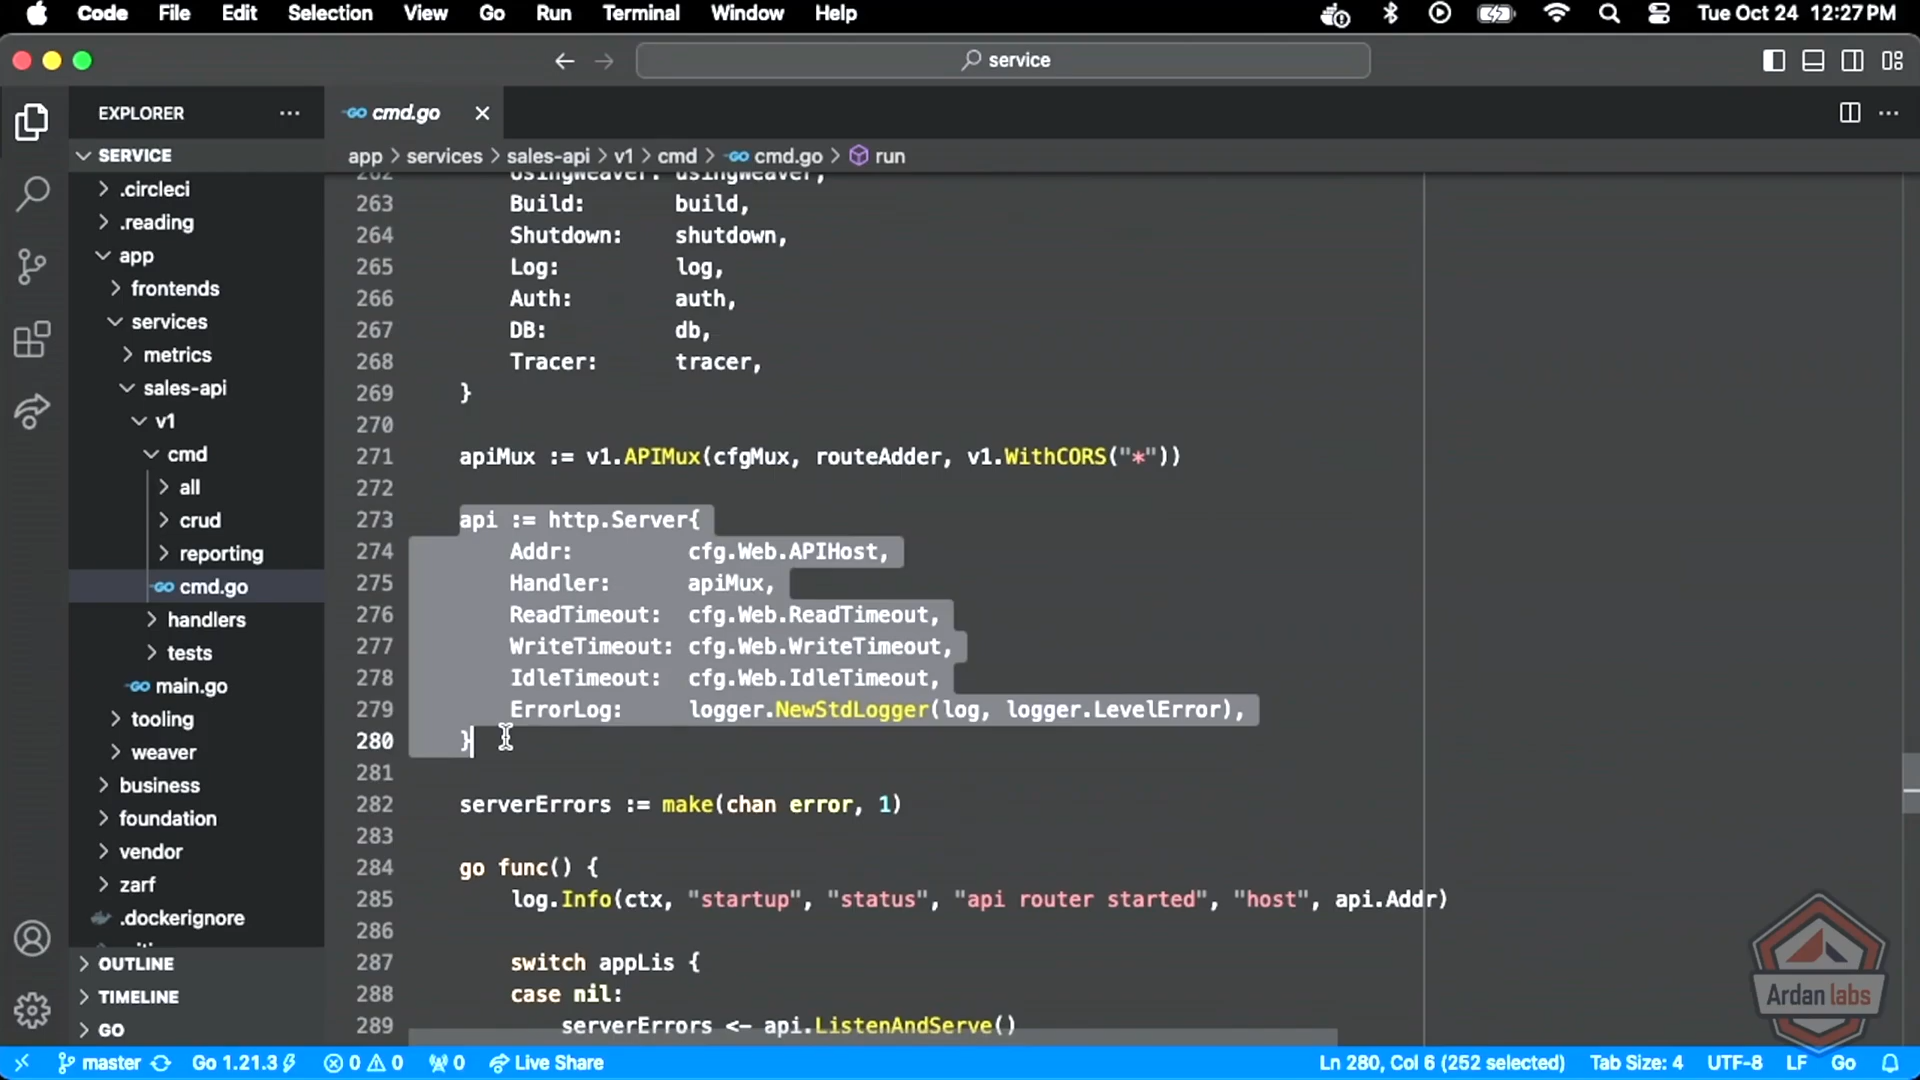 Code File Edit Selection View Go Run Terminal Window Help Tue Oct 24 12:27 PM
service
EXPLORER
cmd.go
SERVICE
app > services > sales-api > v1 > cmd > cmd.go > run
.circleci
.reading
app
frontends
services
metrics
sales-api
v1
cmd
all
crud
reporting
cmd.go
handlers
tests
main.go
tooling
weaver
business
foundation
vendor
zarf
.dockerignore
OUTLINE
TIMELINE
GO
262 UsingWeaver: usingWeaver,
263 Build: build,
264 Shutdown: shutdown,
265 Log: log,
266 Auth: auth,
267 DB: db,
268 Tracer: tracer,
269 }
270
271 apiMux := v1.APIMux(cfgMux, routeAdder, v1.WithCORS("*"))
272
273 api := http.Server{
274 Addr: cfg.Web.APIHost,
275 Handler: apiMux,
276 ReadTimeout: cfg.Web.ReadTimeout,
277 WriteTimeout: cfg.Web.WriteTimeout,
278 IdleTimeout: cfg.Web.IdleTimeout,
279 ErrorLog: logger.NewStdLogger(log, logger.LevelError),
280 }
281
282 serverErrors := make(chan error, 1)
283
284 go func() {
285 log.Info(ctx, "startup", "status", "api router started", "host", api.Addr)
286
287 switch appLis {
288 case nil:
289 serverErrors <- api.ListenAndServe()
Ardan labs
master Go 1.21.3 0 0 0 Live Share Ln 280, Col 6 (252 selected) Tab Size: 4 UTF-8 LF Go